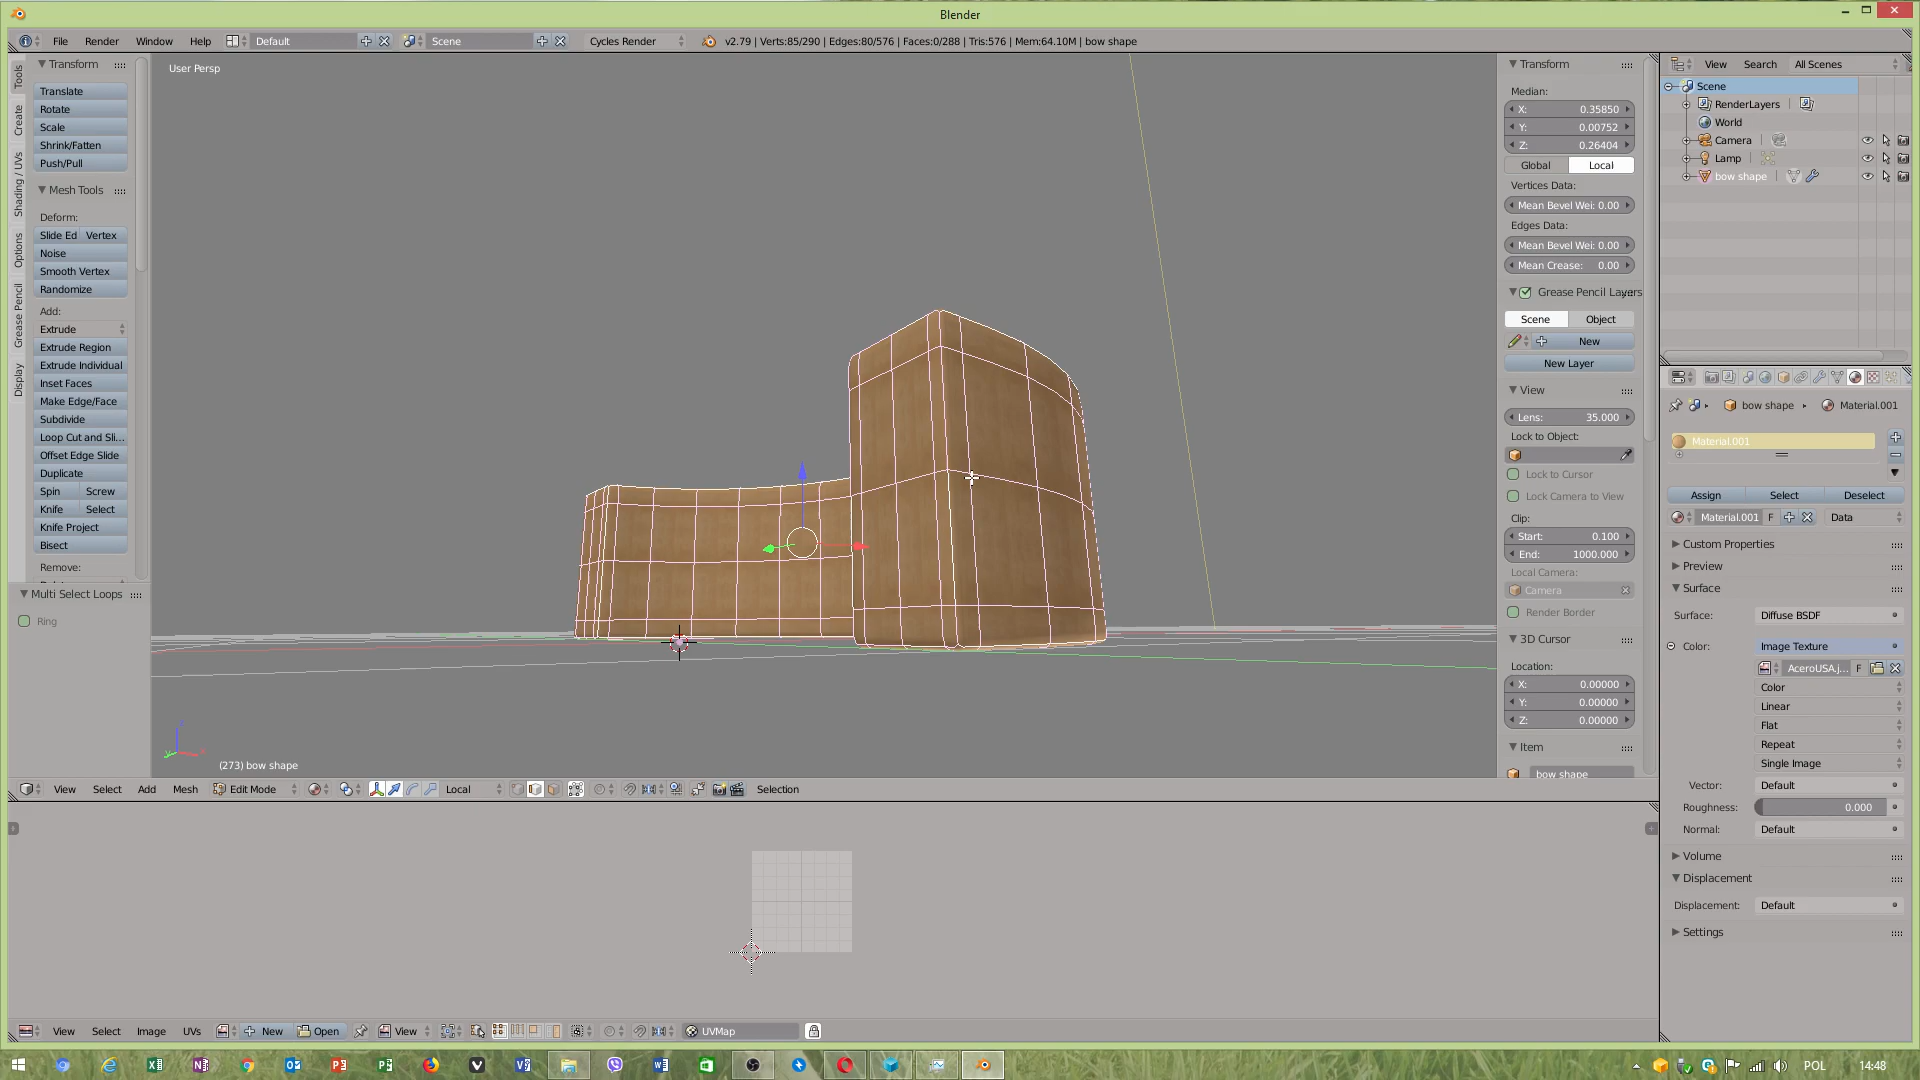 Blender
File Render Window Help Default Scene Cycles Render v2.79 | Verts:85/290 | Edges:80/576 | Faces:0/288 | Tris:576 | Mem:64.10M | bow shape
Tools
Create
Shading / UVs
Options
Grease Pencil
Display
Transform
Translate
Rotate
Scale
Shrink/Fatten
Push/Pull
Mesh Tools
Deform:
Slide Ed Vertex
Noise
Smooth Vertex
Randomize
Add:
Extrude
Extrude Region
Extrude Individual
Inset Faces
Make Edge/Face
Subdivide
Loop Cut and Sli...
Offset Edge Slide
Duplicate
Spin Screw
Knife Select
Knife Project
Bisect
Remove:
Multi Select Loops
Ring
User Persp
(273) bow shape
Transform
Median:
X: 0.35850
Y: 0.00752
Z: 0.26404
Global Local
Vertices Data:
Mean Bevel Wei: 0.00
Edges Data:
Mean Bevel Wei: 0.00
Mean Crease: 0.00
Grease Pencil Layers
Scene Object
New
New Layer
View
Lens: 35.000
Lock to Object:
Lock to Cursor
Lock Camera to View
Clip:
Start: 0.100
End: 1000.000
Local Camera:
Camera
Render Border
3D Cursor
Location:
X: 0.00000
Y: 0.00000
Z: 0.00000
Item
bow shape
View Search All Scenes
Scene
RenderLayers
World
Camera
Lamp
bow shape
bow shape Material.001
Material.001
Assign Select Deselect
Material.001 F Data
Custom Properties
Preview
Surface
Surface: Diffuse BSDF
Color: Image Texture
AceroUSA.j... F
Color
Linear
Flat
Repeat
Single Image
Vector: Default
Roughness: 0.000
Normal: Default
Volume
Displacement
Displacement: Default
Settings
View Select Add Mesh Edit Mode Local Selection
View Select Image UVs New Open View UVMap
POL 14:48